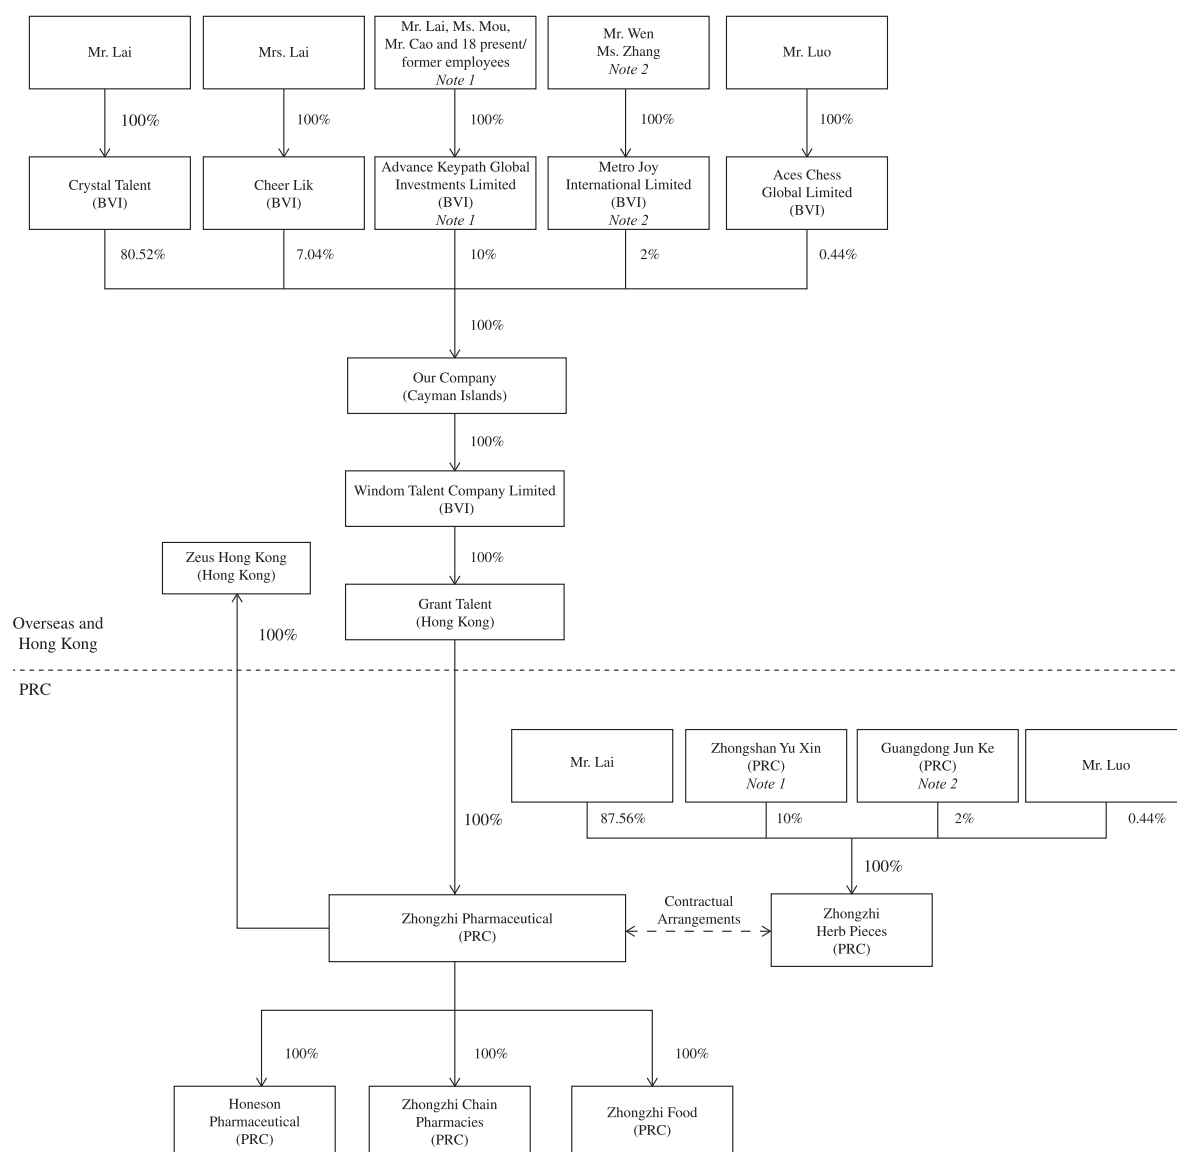 Mr. Lai
Mrs. Lai
Mr. Lai, Ms. Mou,
Mr. Cao and 18 present/
former employees
Note 1
Mr. Wen
Ms. Zhang
Note 2
Mr. Luo
100%
100%
100%
100%
100%
Crystal Talent
(BVI)
Cheer Lik
(BVI)
Advance Keypath Global
Investments Limited
(BVI)
Note 1
Metro Joy
International Limited
(BVI)
Note 2
Aces Chess
Global Limited
(BVI)
80.52%
7.04%
10%
2%
0.44%
100%
Our Company
(Cayman Islands)
100%
Windom Talent Company Limited
(BVI)
100%
Zeus Hong Kong
(Hong Kong)
Grant Talent
(Hong Kong)
Overseas and
Hong Kong
100%
PRC
Mr. Lai
Zhongshan Yu Xin
(PRC)
Note 1
Guangdong Jun Ke
(PRC)
Note 2
Mr. Luo
100%
87.56%
10%
2%
0.44%
100%
Zhongzhi Pharmaceutical
(PRC)
Contractual
Arrangements
Zhongzhi
Herb Pieces
(PRC)
100%
100%
100%
Honeson
Pharmaceutical
(PRC)
Zhongzhi Chain
Pharmacies
(PRC)
Zhongzhi Food
(PRC)